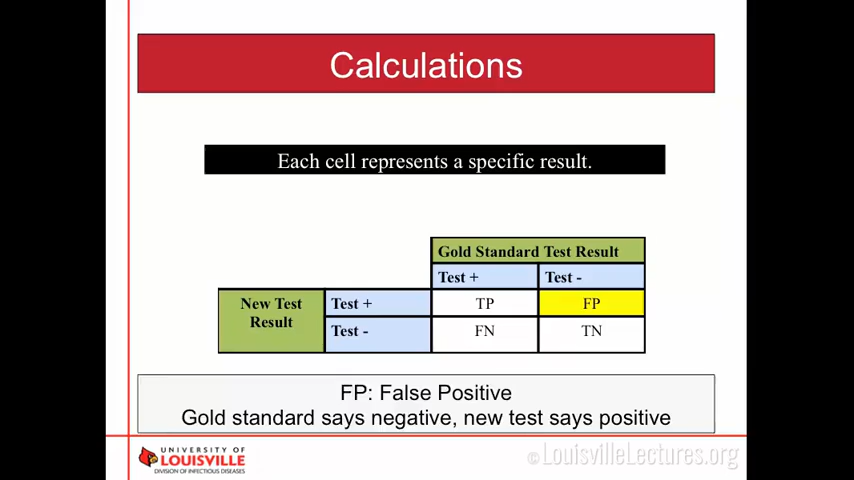 Calculations
Each cell represents a specific result.
Gold Standard Test Result
Test + Test -
New Test Result Test + TP FP
Test - FN TN
FP: False Positive
Gold standard says negative, new test says positive
UNIVERSITY OF
LOUISVILLE
DIVISION OF INFECTIOUS DISEASES
©LouisvilleLectures.org